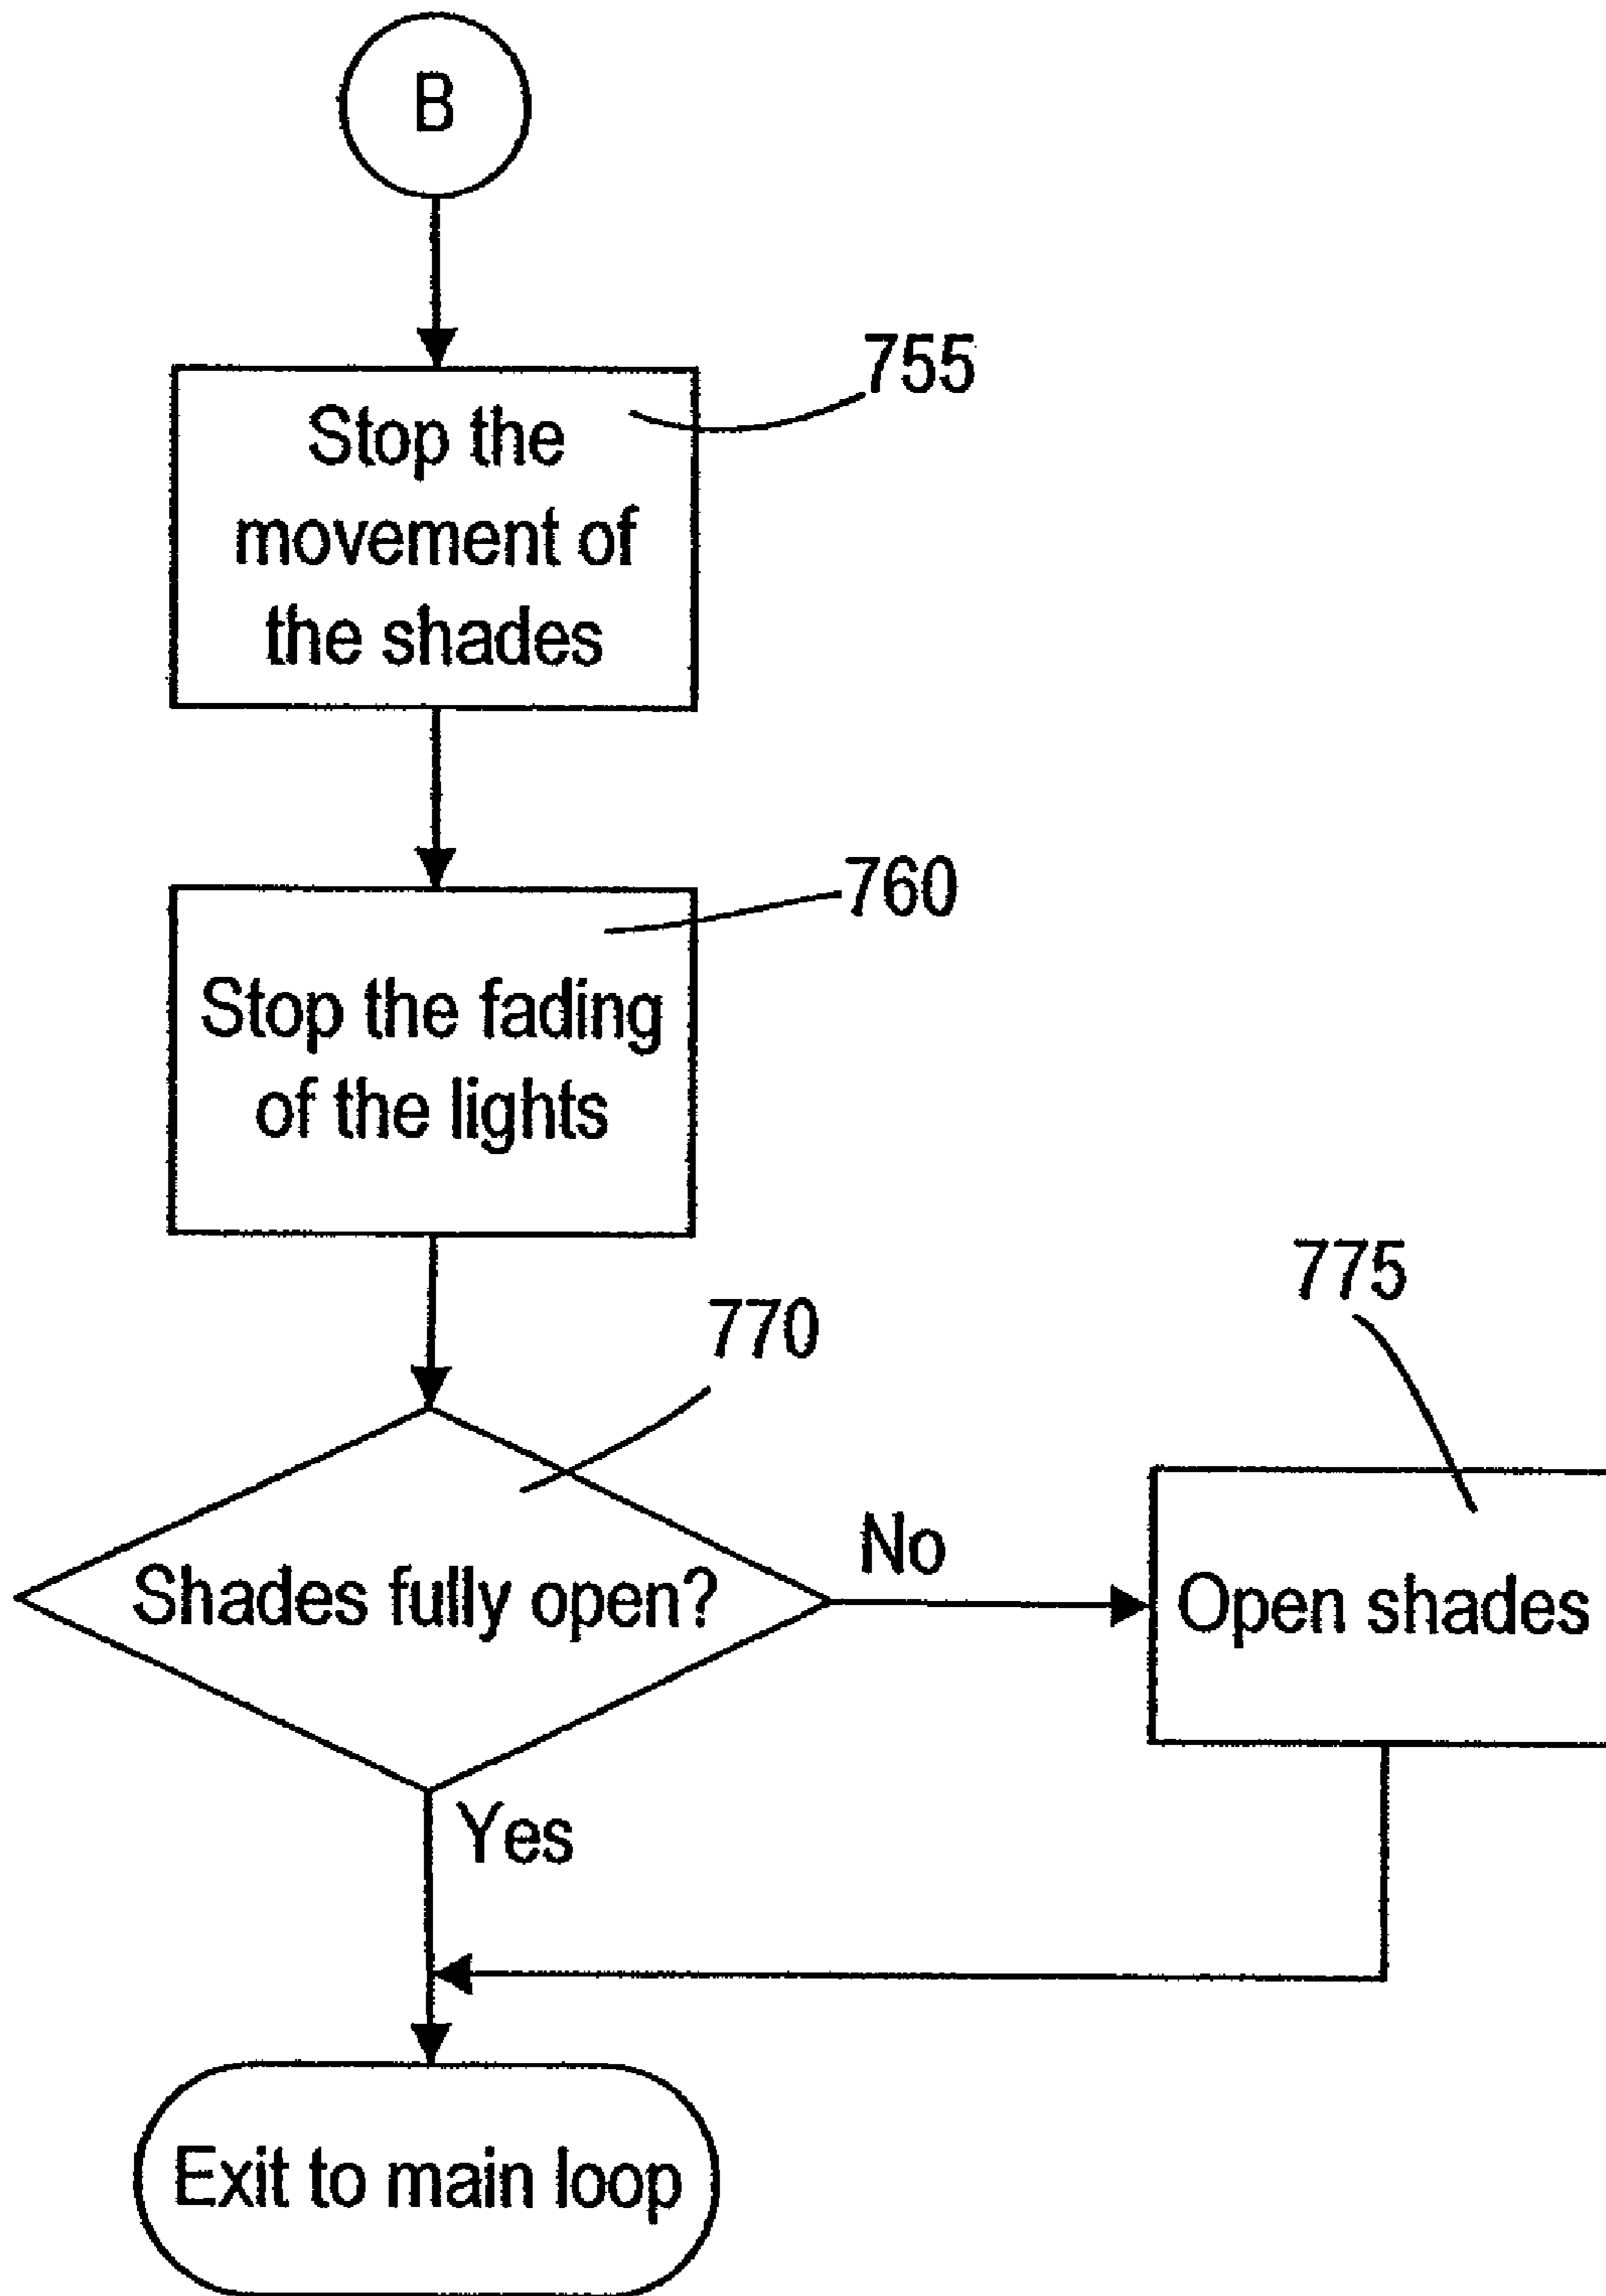 B
755
Stop the
movement of
the shades
760
Stop the fading
of the lights
770
775
Shades fully open?
No
Open shades
Yes
Exit to main loop